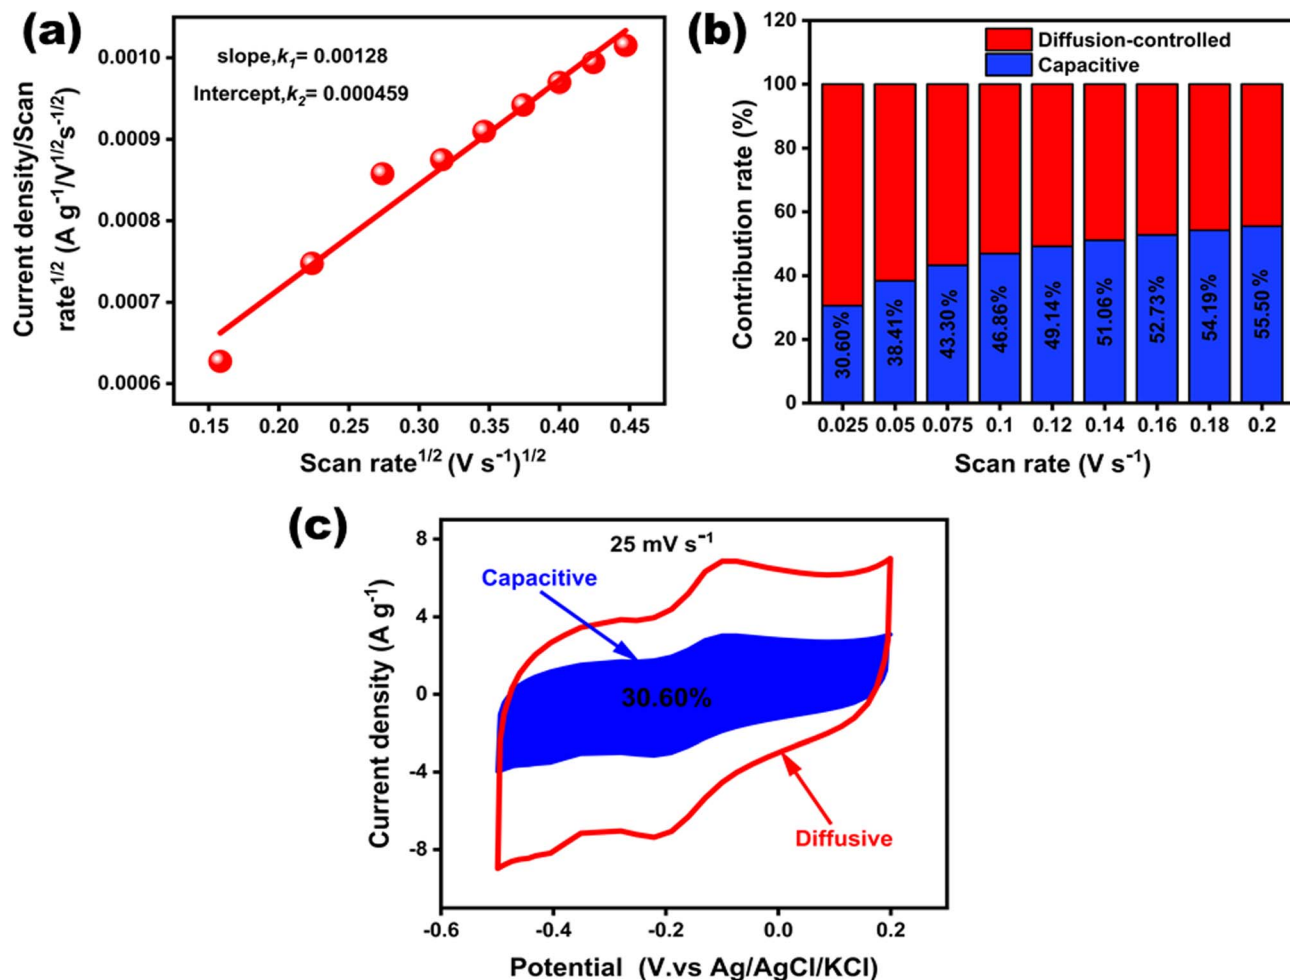 (a)
slope,k1= 0.00128
Intercept,k2= 0.000459
Current density/Scan
rate^1/2 (A g^-1/V^1/2s^-1/2)
0.0010
0.0009
0.0008
0.0007
0.0006
0.15 0.20 0.25 0.30 0.35 0.40 0.45
Scan rate^1/2 (V s^-1)^1/2
(b)
Diffusion-controlled
Capacitive
Contribution rate (%)
120
100
80
60
40
20
0
30.60%
38.41%
43.30%
46.86%
49.14%
51.06%
52.73%
54.19%
55.50 %
0.025 0.05 0.075 0.1 0.12 0.14 0.16 0.18 0.2
Scan rate (V s^-1)
(c)
25 mV s^-1
Capacitive
30.60%
Diffusive
Current density (A g^-1)
8
4
0
-4
-8
-0.6 -0.4 -0.2 0.0 0.2
Potential (V.vs Ag/AgCl/KCl)